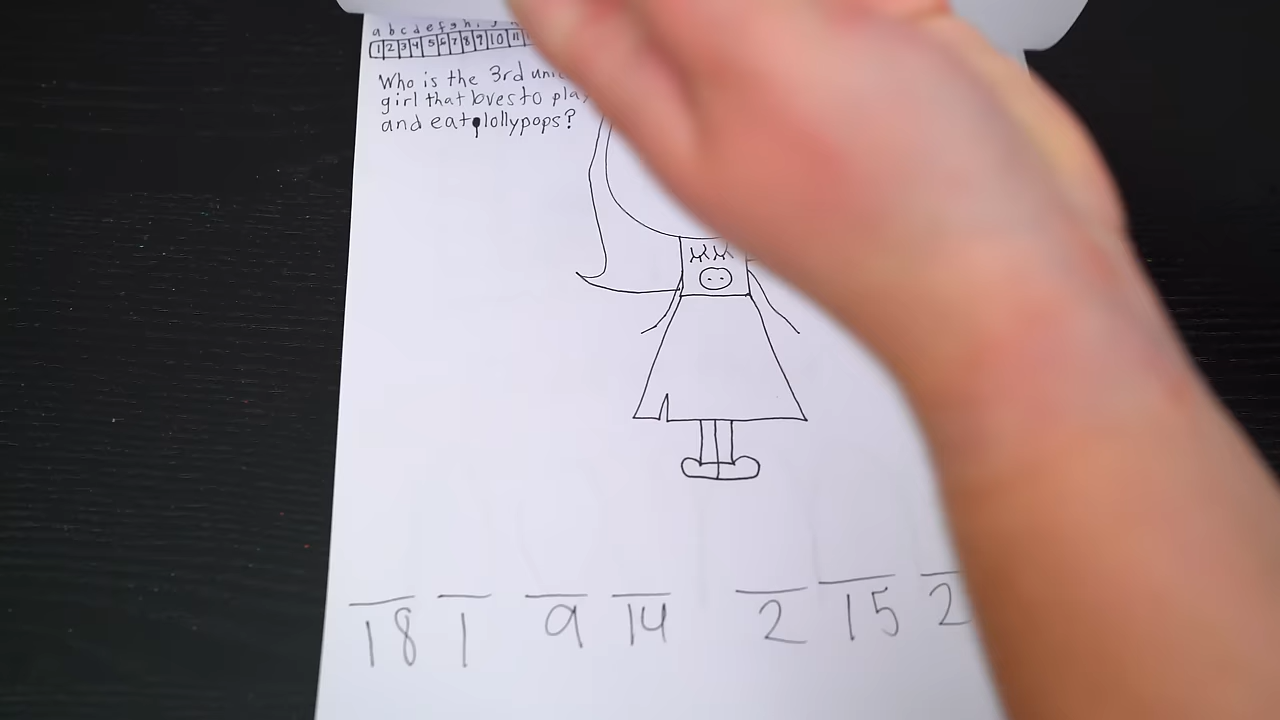 a b c d e f g h i
1 2 3 4 5 6 7 8 9 10 11
Who is the 3rd
girl that loves to
and eat lollypops?
18 1 9 14 2 15 2